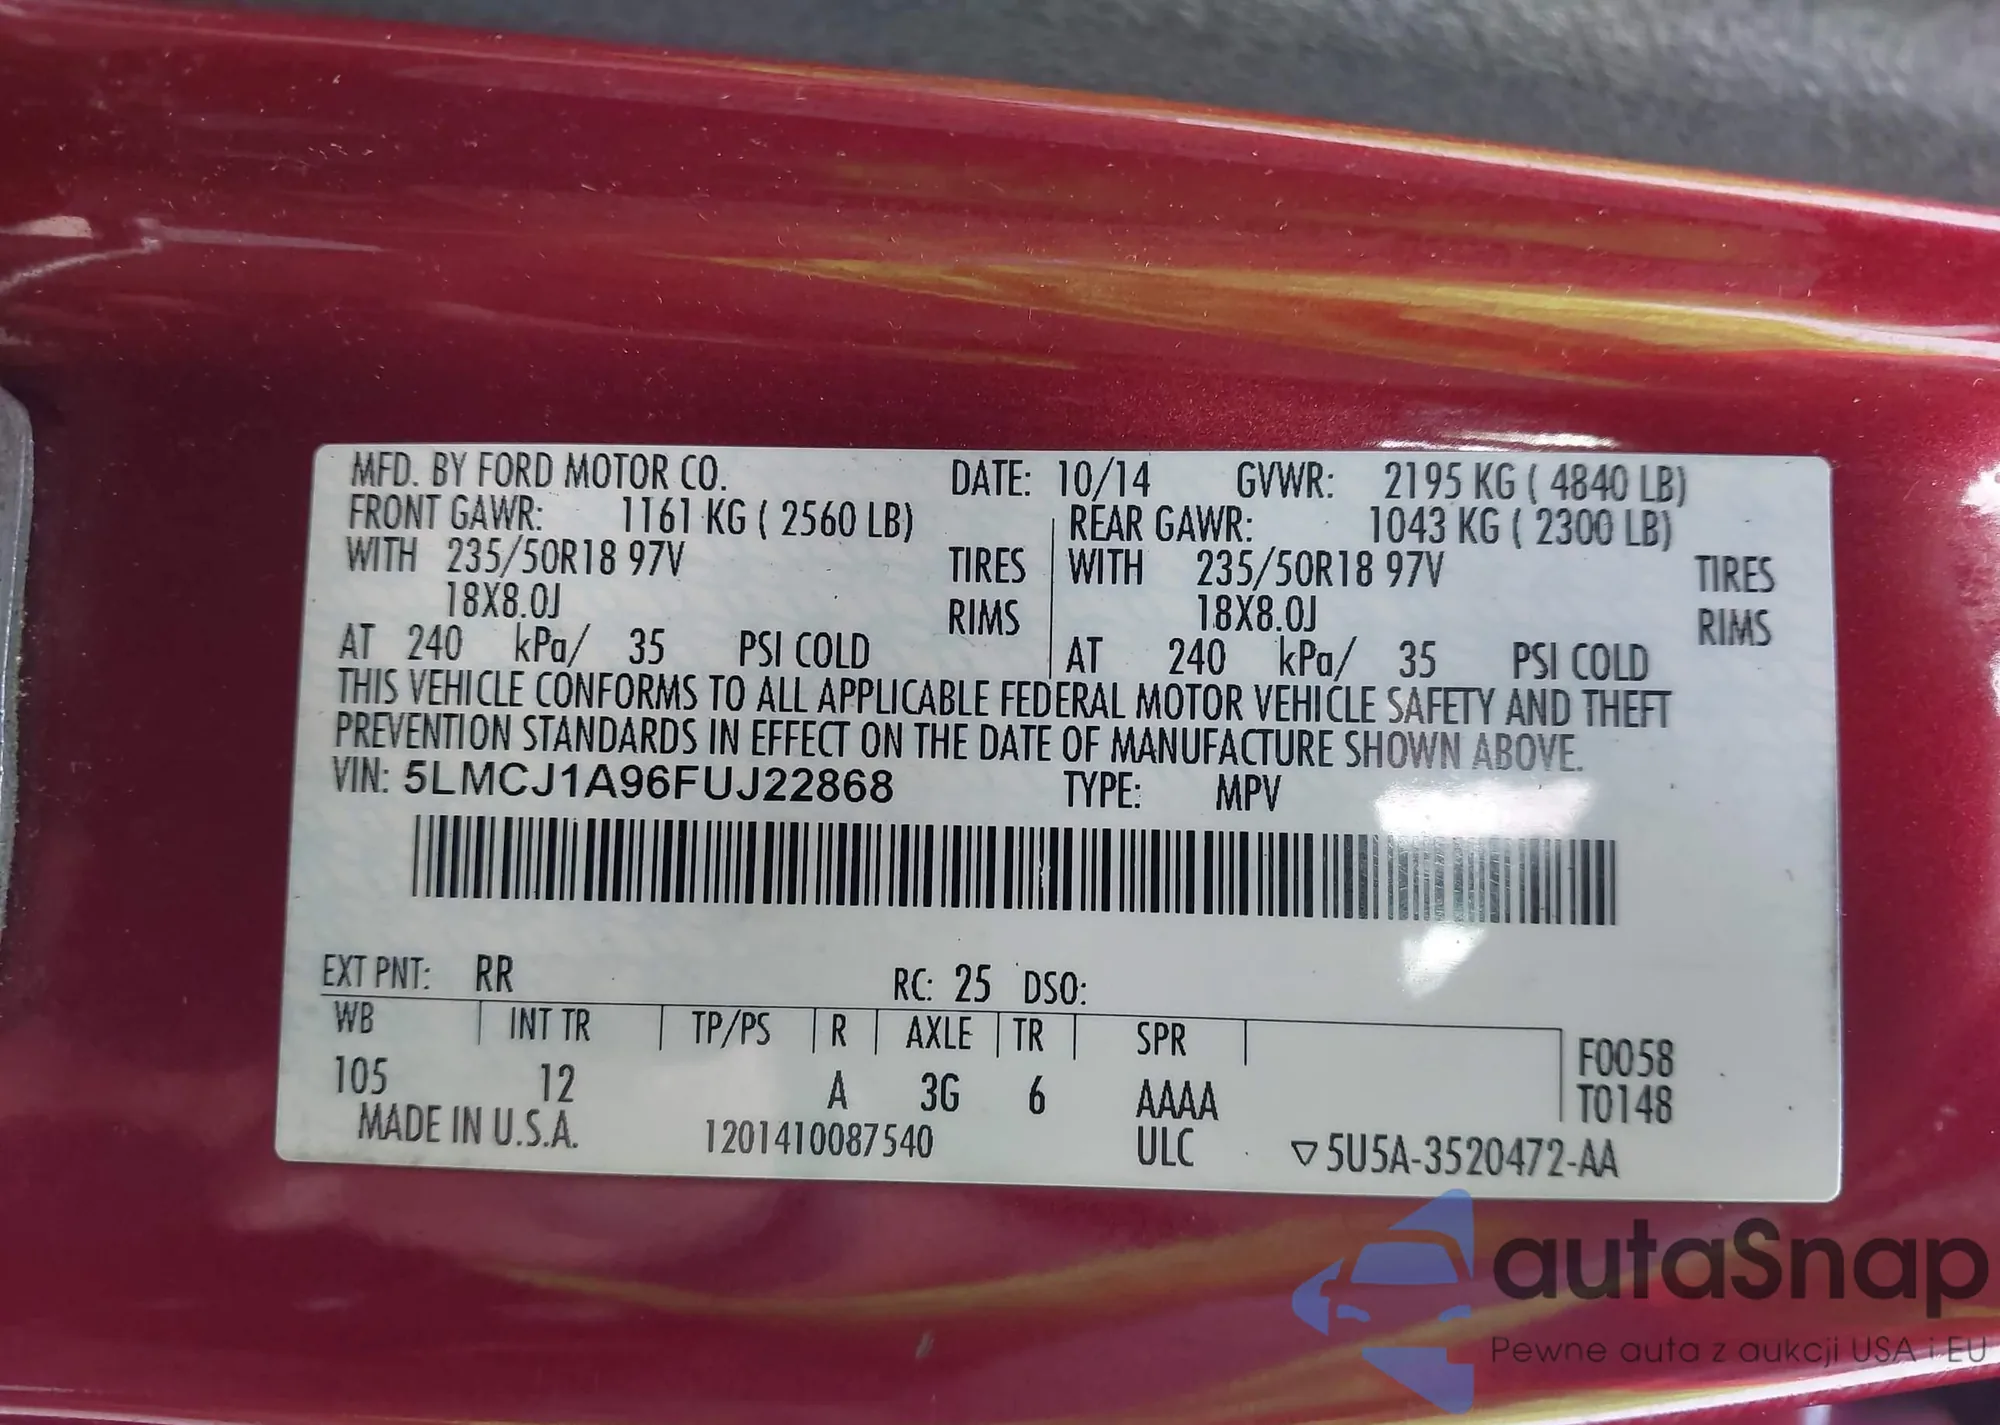 MFD. BY FORD MOTOR CO. DATE: 10/14 GVWR: 2195 KG ( 4840 LB)
FRONT GAWR: 1161 KG ( 2560 LB) REAR GAWR: 1043 KG ( 2300 LB)
WITH 235/50R18 97V TIRES WITH 235/50R18 97V TIRES
18X8.0J RIMS 18X8.0J RIMS
AT 240 kPa/ 35 PSI COLD AT 240 kPa/ 35 PSI COLD
THIS VEHICLE CONFORMS TO ALL APPLICABLE FEDERAL MOTOR VEHICLE SAFETY AND THEFT
PREVENTION STANDARDS IN EFFECT ON THE DATE OF MANUFACTURE SHOWN ABOVE.
VIN: 5LMCJ1A96FUJ22868 TYPE: MPV
EXT PNT: RR RC: 25 DSO:
WB INT TR TP/PS R AXLE TR SPR F0058
105 12 A 3G 6 AAAA T0148
MADE IN U.S.A. 1201410087540 ULC ▽5U5A-3520472-AA
autaSnap
Pewne auta z aukcji USA i EU